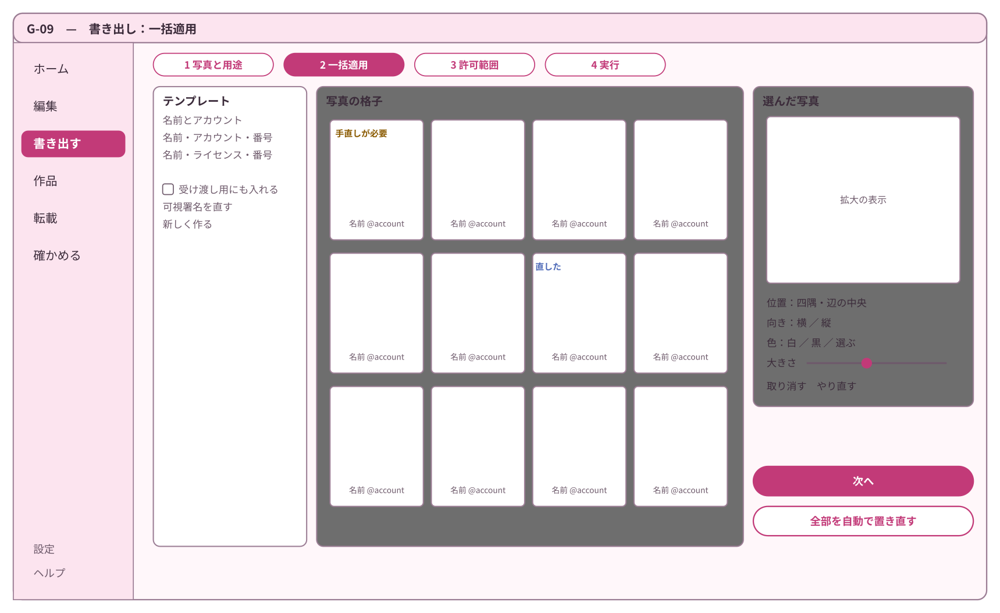 G-09 — 書き出し：一括適用
ホーム
編集
書き出す
作品
転載
確かめる
設定
ヘルプ
1 写真と用途
2 一括適用
3 許可範囲
4 実行
テンプレート
名前とアカウント
名前・アカウント・番号
名前・ライセンス・番号
受け渡し用にも入れる
可視署名を直す
新しく作る
写真の格子
手直しが必要
名前 @account
名前 @account
名前 @account
名前 @account
直した
名前 @account
名前 @account
名前 @account
名前 @account
名前 @account
名前 @account
名前 @account
名前 @account
選んだ写真
拡大の表示
位置：四隅・辺の中央
向き：横 ／ 縦
色：白 ／ 黒 ／ 選ぶ
大きさ
取り消す　やり直す
次へ
全部を自動で置き直す